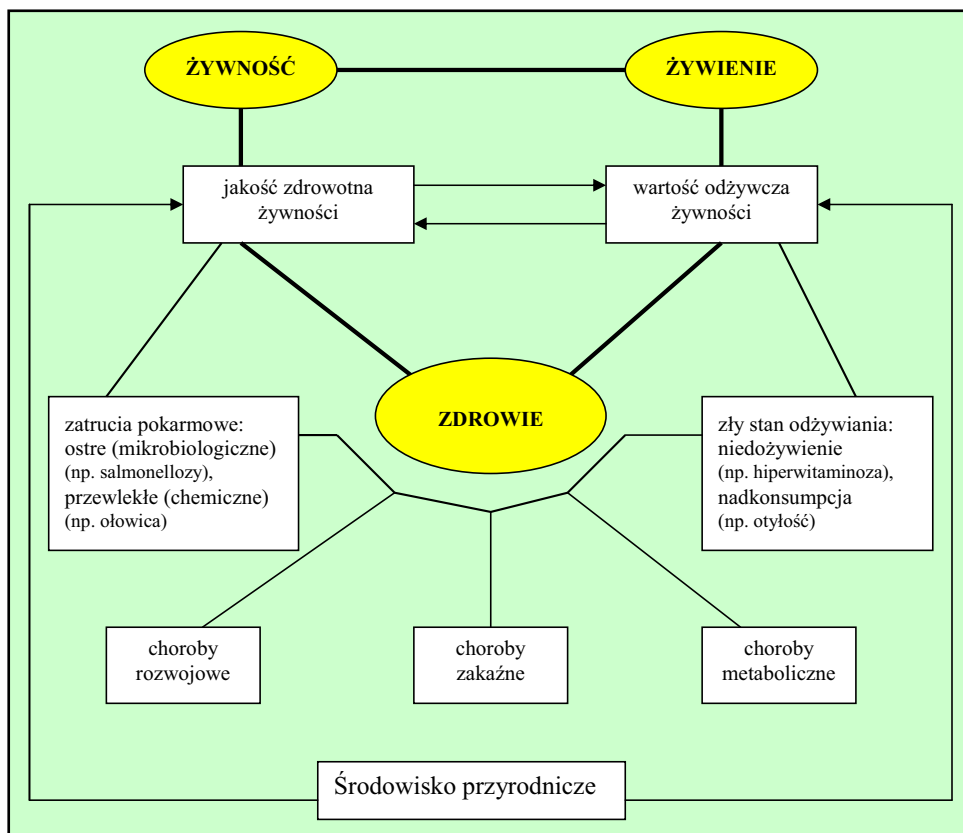 ŻYWNOŚĆ
ŻYWIENIE
jakość zdrowotna
żywności
wartość odżywcza
żywności
ZDROWIE
zatrucia pokarmowe:
ostre (mikrobiologiczne)
(np. salmonellozy),
przewlekłe (chemiczne)
(np. ołowica)
zły stan odżywiania:
niedożywienie
(np. hiperwitaminoza),
nadkonsumpcja
(np. otyłość)
choroby
rozwojowe
choroby
zakaźne
choroby
metaboliczne
Środowisko przyrodnicze